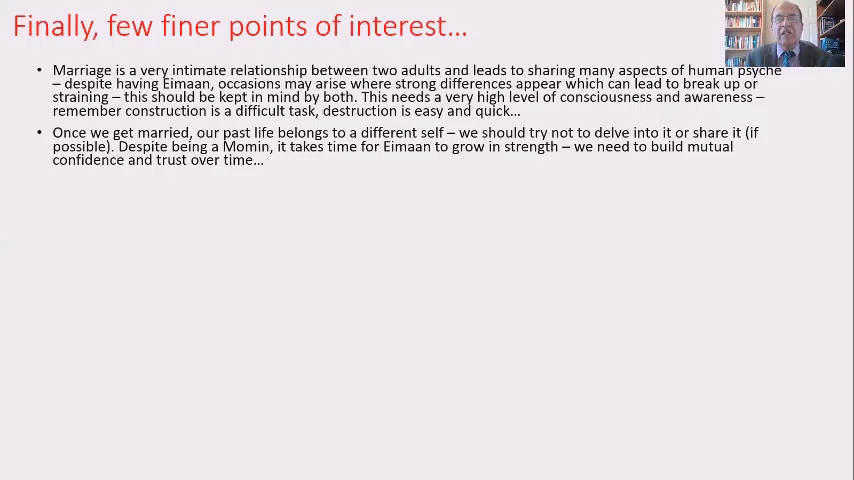 Finally, few finer points of interest...
• Marriage is a very intimate relationship between two adults and leads to sharing many aspects of human psyche
– despite having Eimaan, occasions may arise where strong differences appear which can lead to break up or
straining – this should be kept in mind by both. This needs a very high level of consciousness and awareness –
remember construction is a difficult task, destruction is easy and quick...
• Once we get married, our past life belongs to a different self – we should try not to delve into it or share it (if
possible). Despite being a Momin, it takes time for Eimaan to grow in strength – we need to build mutual
confidence and trust over time...